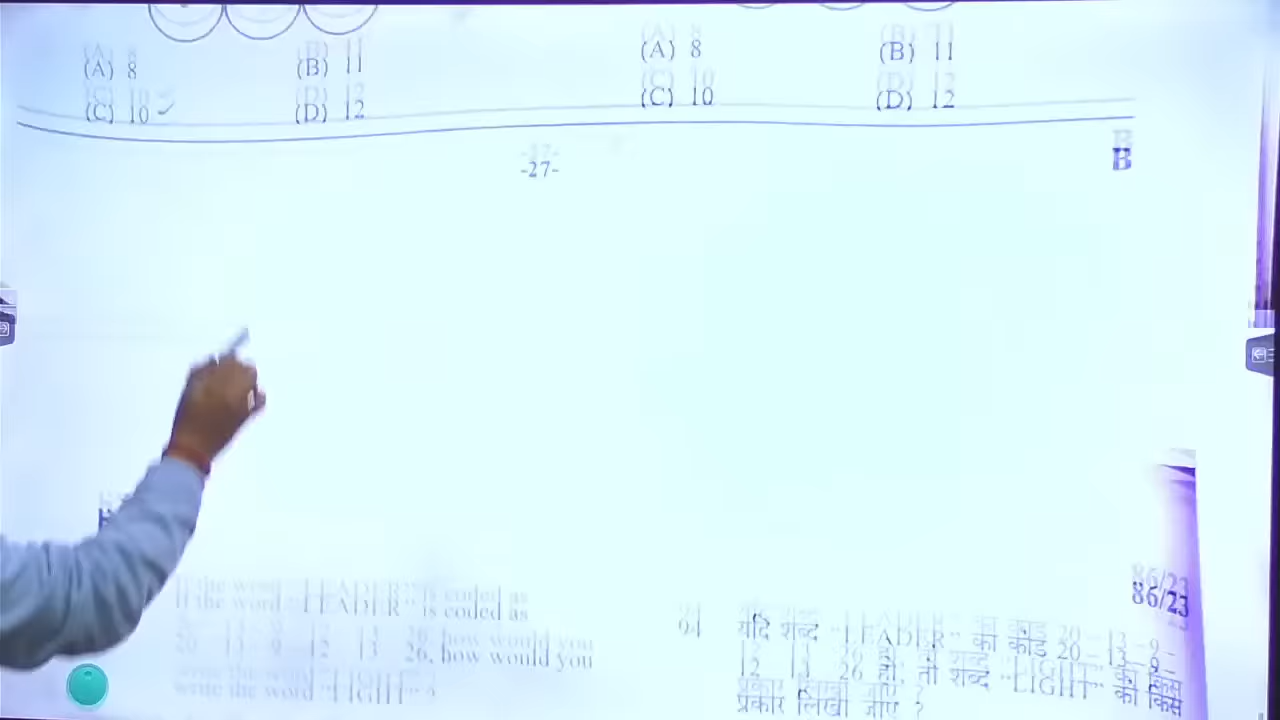 (A) 8 (B) 11
(C) 10 (D) 12
(A) 8 (B) 11
(C) 10 (D) 12
-27-
B
86/23
If the word "LEADER" is coded as
20 - 13 - 9 - 12 - 13 - 26, how would you
write the word "LIGHT" ?
94 यदि शब्द "LEADER" का कोड 20 - 13 - 9 -
12 - 13 - 26 हो, तो शब्द "LIGHT" को किस
प्रकार लिखा जाए ?